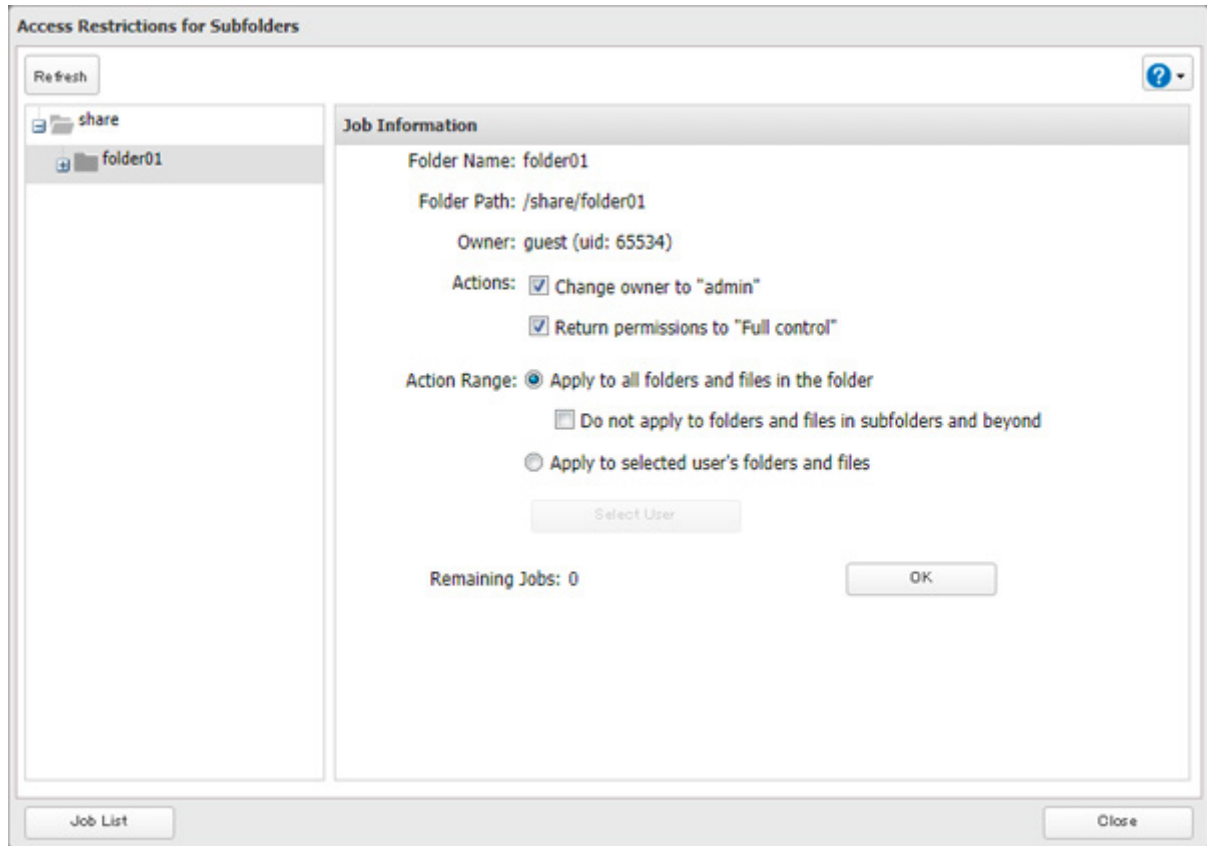 Access Restrictions for Subfolders
Refresh
?
share
folder01
Job Information
Folder Name: folder01
Folder Path: /share/folder01
Owner: guest (uid: 65534)
Actions: Change owner to "admin"
Return permissions to "Full control"
Action Range: Apply to all folders and files in the folder
Do not apply to folders and files in subfolders and beyond
Apply to selected user's folders and files
Select User
Remaining Jobs: 0
OK
Job List
Close